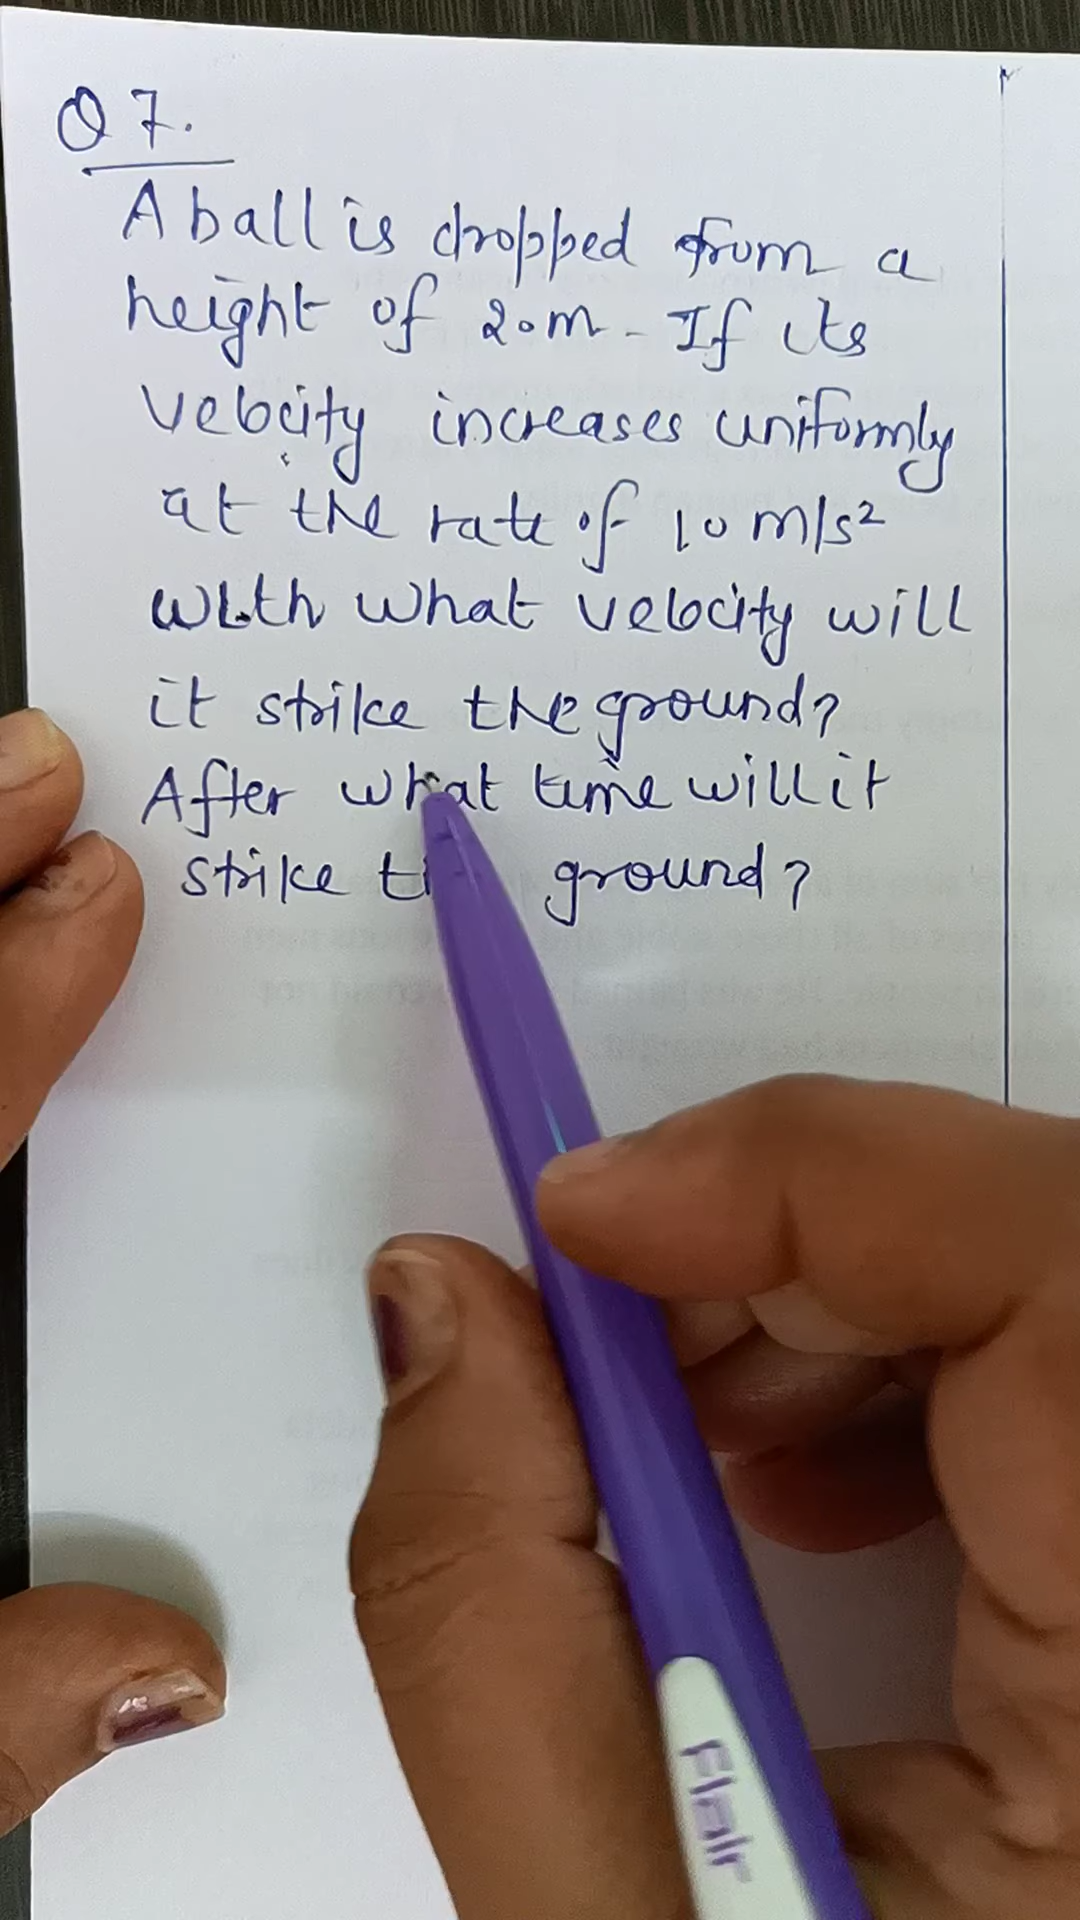 Q 7.
A ball is dropped from a
height of 20m. If its
velocity increases uniformly
at the rate of 10 m/s²
with what velocity will
it strike the ground?
After what time will it
strike ground?
Flair